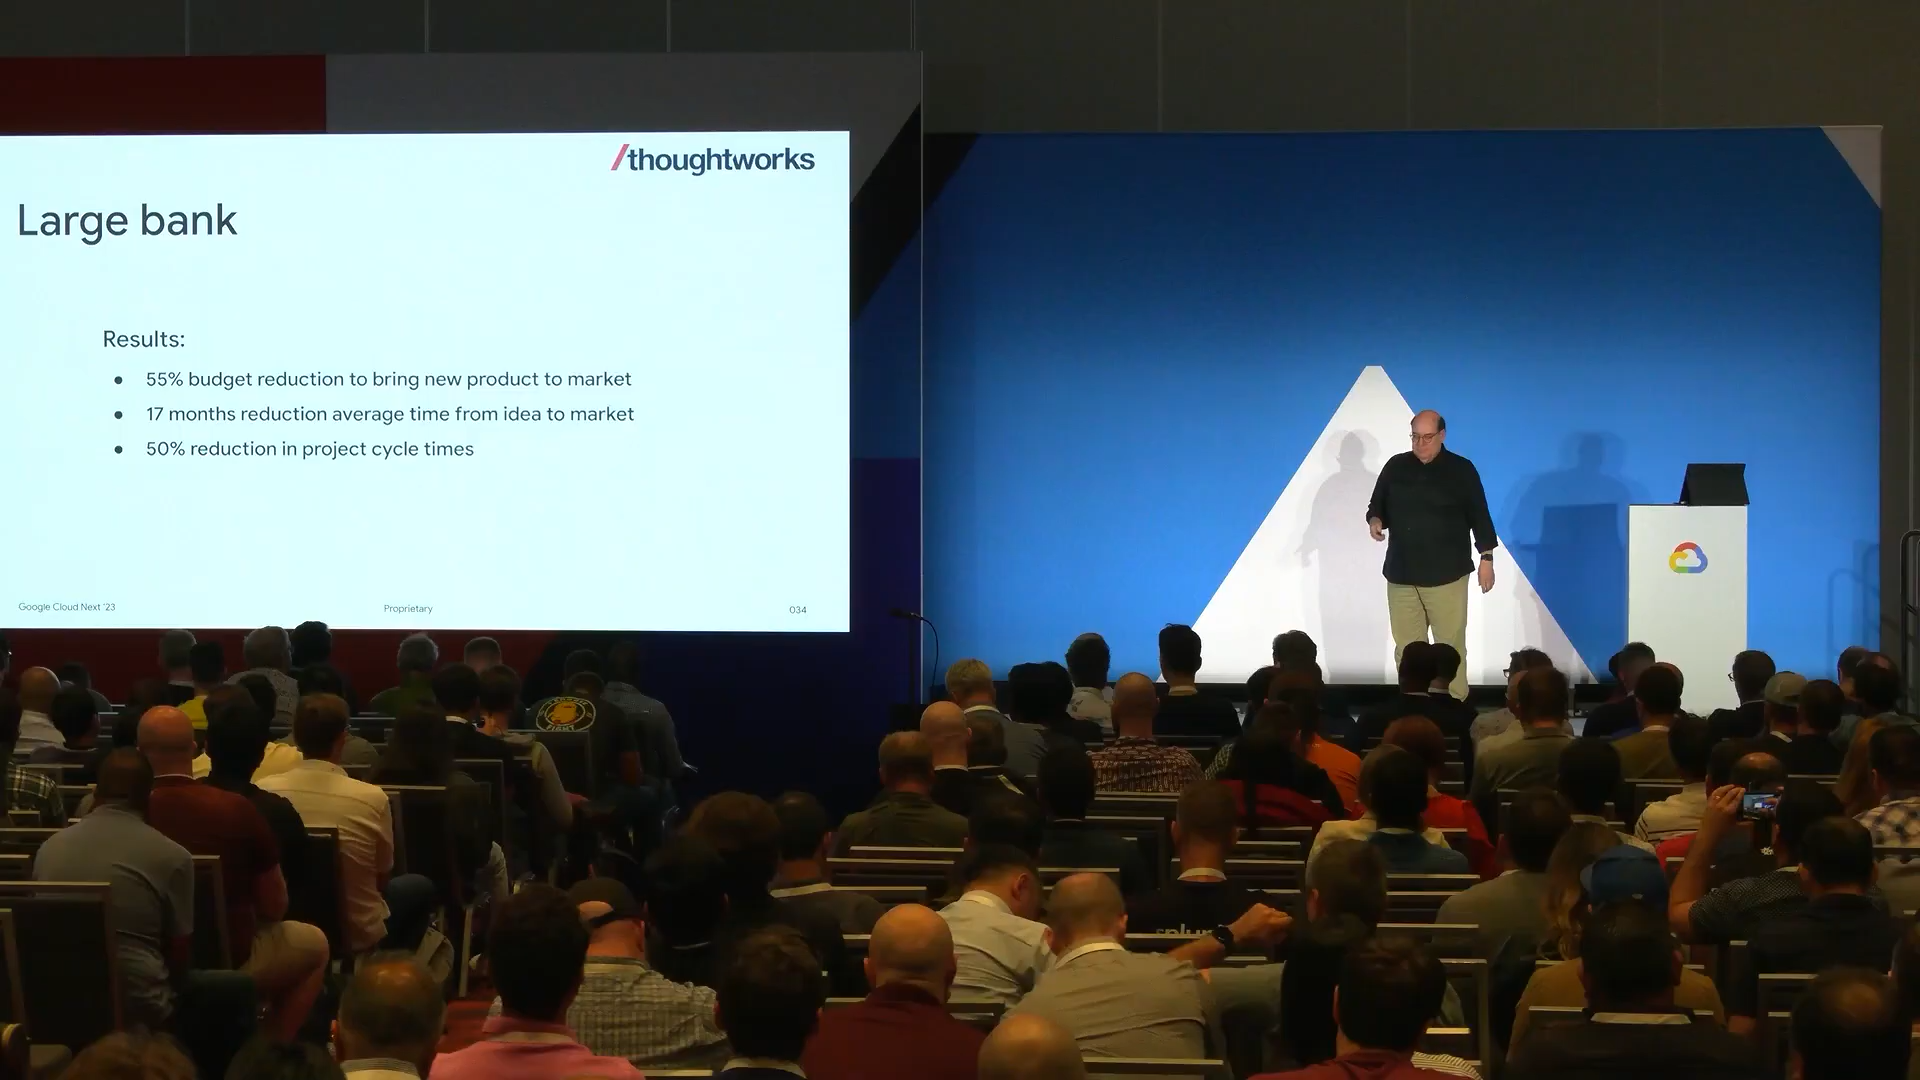 /thoughtworks
Large bank
Results:
● 55% budget reduction to bring new product to market
● 17 months reduction average time from idea to market
● 50% reduction in project cycle times
Google Cloud Next '23 Proprietary 034
FIGHT